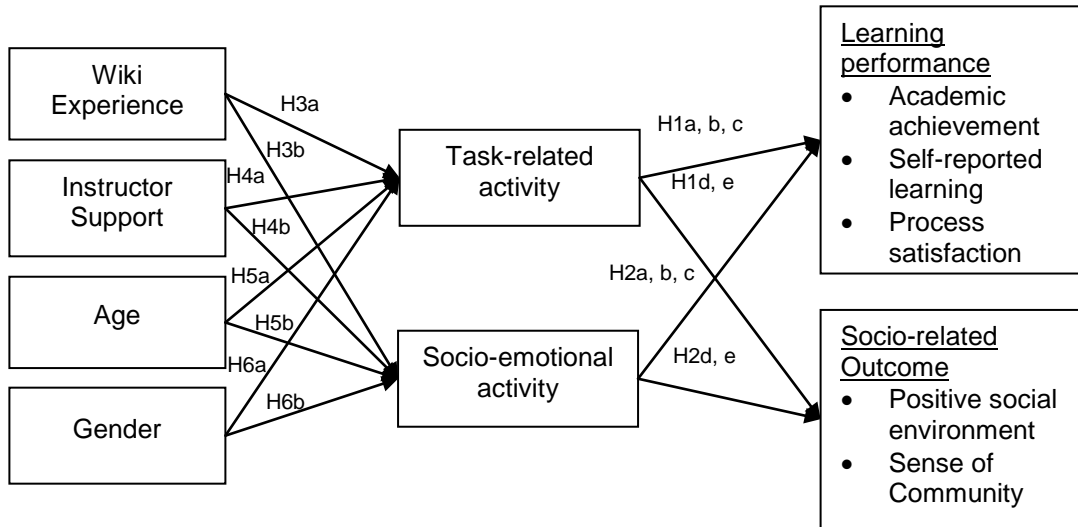 Wiki
Experience
Instructor
Support
Age
Gender
H3a
H3b
H4a
H4b
H5a
H5b
H6a
H6b
Task-related
activity
Socio-emotional
activity
H1a, b, c
H1d, e
H2a, b, c
H2d, e
Learning
performance
• Academic
achievement
• Self-reported
learning
• Process
satisfaction
Socio-related
Outcome
• Positive social
environment
• Sense of
Community